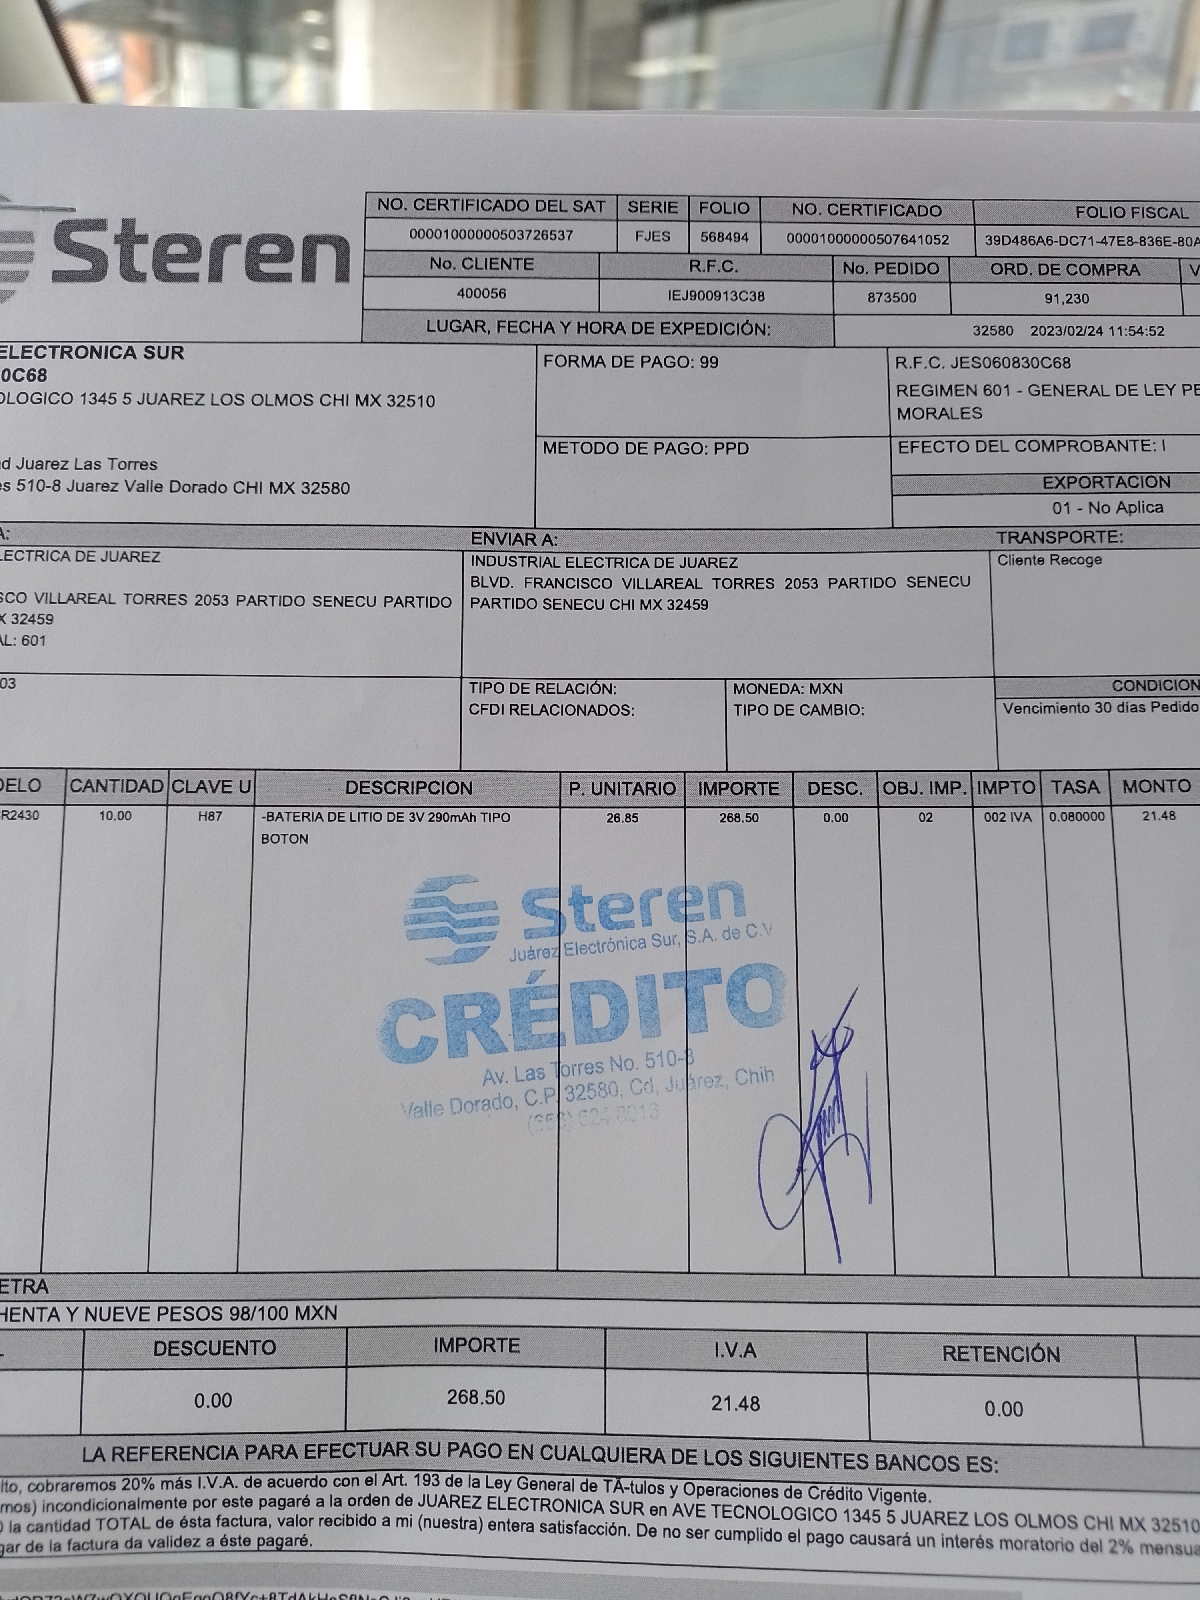 Steren
NO. CERTIFICADO DEL SAT SERIE FOLIO NO. CERTIFICADO FOLIO FISCAL
00001000000503726537 FJES 568494 00001000000507641052 39D486A6-DC71-47E8-836E-80A
No. CLIENTE R.F.C. No. PEDIDO ORD. DE COMPRA V
400056 IEJ900913C38 873500 91,230
LUGAR, FECHA Y HORA DE EXPEDICIÓN: 32580 2023/02/24 11:54:52
ELECTRONICA SUR
0C68
OLOGICO 1345 5 JUAREZ LOS OLMOS CHI MX 32510
d Juarez Las Torres
es 510-8 Juarez Valle Dorado CHI MX 32580
FORMA DE PAGO: 99
METODO DE PAGO: PPD
R.F.C. JES060830C68
REGIMEN 601 - GENERAL DE LEY PE
MORALES
EFECTO DEL COMPROBANTE: I
EXPORTACION
01 - No Aplica
A:
LECTRICA DE JUAREZ
SCO VILLAREAL TORRES 2053 PARTIDO SENECU PARTIDO
X 32459
AL: 601
ENVIAR A:
INDUSTRIAL ELECTRICA DE JUAREZ
BLVD. FRANCISCO VILLAREAL TORRES 2053 PARTIDO SENECU
PARTIDO SENECU CHI MX 32459
TRANSPORTE:
Cliente Recoge
03
TIPO DE RELACIÓN:
CFDI RELACIONADOS:
MONEDA: MXN
TIPO DE CAMBIO:
CONDICION
Vencimiento 30 días Pedido
DELO CANTIDAD CLAVE U DESCRIPCION P. UNITARIO IMPORTE DESC. OBJ. IMP. IMPTO TASA MONTO
R2430 10.00 H87 -BATERIA DE LITIO DE 3V 290mAh TIPO 26.85 268.50 0.00 02 002 IVA 0.080000 21.48
BOTON
Steren
Juárez Electrónica Sur, S.A. de C.V
CRÉDITO
Av. Las Torres No. 510-8
Valle Dorado, C.P. 32580, Cd, Juárez, Chih
ETRA
HENTA Y NUEVE PESOS 98/100 MXN
DESCUENTO IMPORTE I.V.A RETENCIÓN
0.00 268.50 21.48 0.00
LA REFERENCIA PARA EFECTUAR SU PAGO EN CUALQUIERA DE LOS SIGUIENTES BANCOS ES:
ito, cobraremos 20% más I.V.A. de acuerdo con el Art. 193 de la Ley General de TÃ-tulos y Operaciones de Crédito Vigente.
mos) incondicionalmente por este pagaré a la orden de JUAREZ ELECTRONICA SUR en AVE TECNOLOGICO 1345 5 JUAREZ LOS OLMOS CHI MX 32510
) la cantidad TOTAL de ésta factura, valor recibido a mi (nuestra) entera satisfacción. De no ser cumplido el pago causará un interés moratorio del 2% mensua
gar de la factura da validez a éste pagaré.